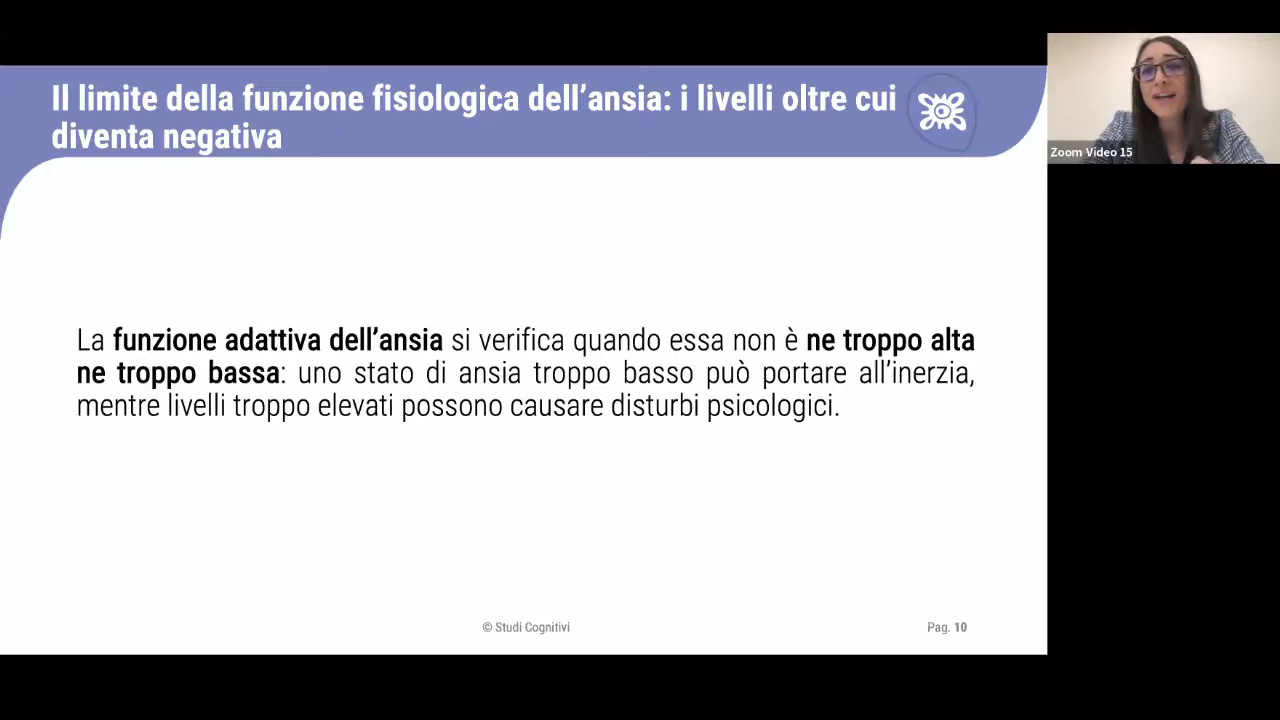 Il limite della funzione fisiologica dell’ansia: i livelli oltre cui
diventa negativa
Zoom Video 15
La funzione adattiva dell’ansia si verifica quando essa non è ne troppo alta
ne troppo bassa: uno stato di ansia troppo basso può portare all’inerzia,
mentre livelli troppo elevati possono causare disturbi psicologici.
© Studi Cognitivi
Pag. 10